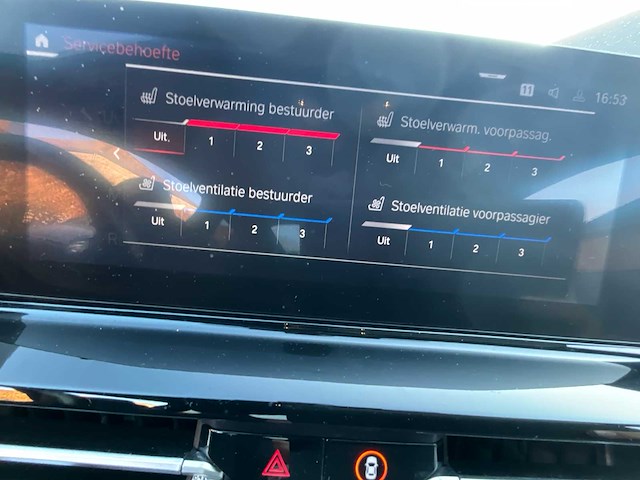 Servicebehoefte
16:53
Stoelverwarming bestuurder
Uit. 1 2 3
Stoelverwarm. voorpassag.
Uit 1 2 3
Stoelventilatie bestuurder
Uit 1 2 3
Stoelventilatie voorpassagier
Uit 1 2 3